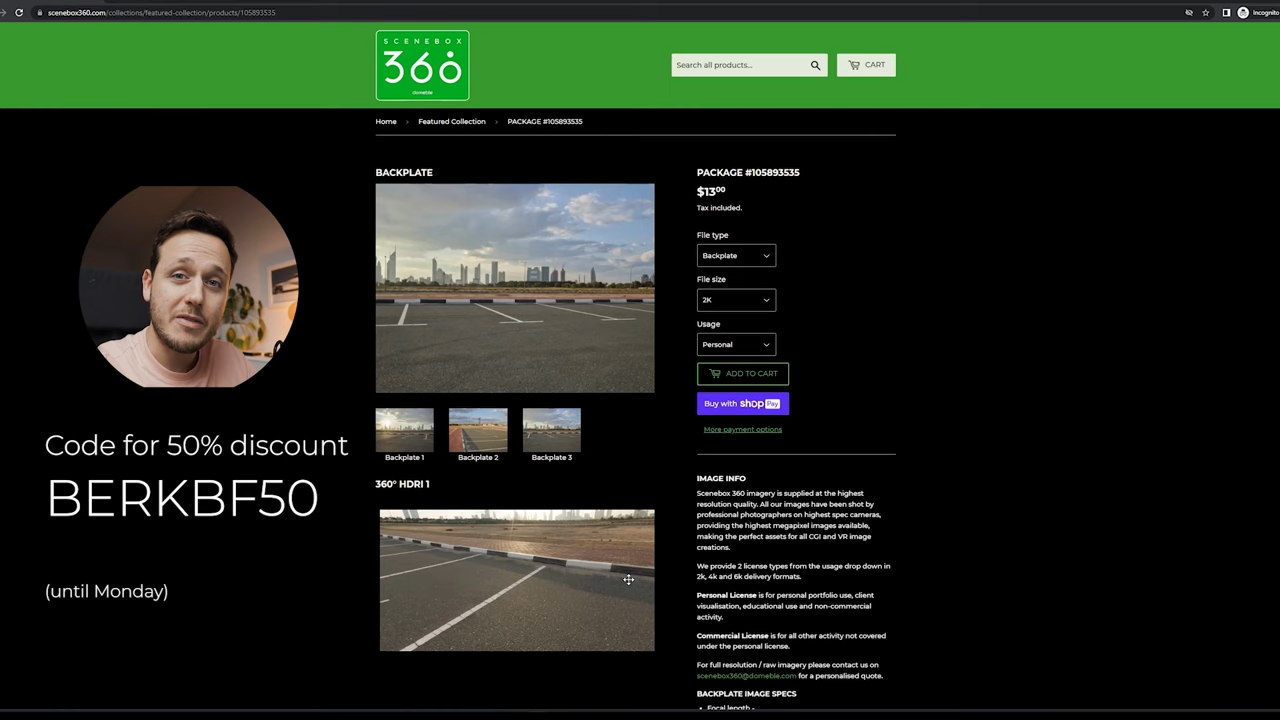 scenebox360.com/collections/featured-collection/products/105893535
Incognito
SCENEBOX
360
domeble
Search all products...
CART
Home > Featured Collection > PACKAGE #105893535
BACKPLATE
PACKAGE #105893535
$13.00
Tax included.
File type
Backplate
File size
2K
Usage
Personal
ADD TO CART
Buy with shop Pay
More payment options
Code for 50% discount
BERKBF50
(until Monday)
Backplate 1
Backplate 2
Backplate 3
360° HDRI 1
IMAGE INFO
Scenebox 360 imagery is supplied at the highest
resolution quality. All our images have been shot by
professional photographers on highest spec cameras,
providing the highest megapixel images available,
making the perfect assets for all CGI and VR image
creations.
We provide 2 license types from the usage drop down in
2k, 4k and 6k delivery formats.
Personal License is for personal portfolio use, client
visualisation, educational use and non-commercial
activity.
Commercial License is for all other activity not covered
under the personal license.
For full resolution / raw imagery please contact us on
scenebox360@domeble.com for a personalised quote.
BACKPLATE IMAGE SPECS
• Focal length -